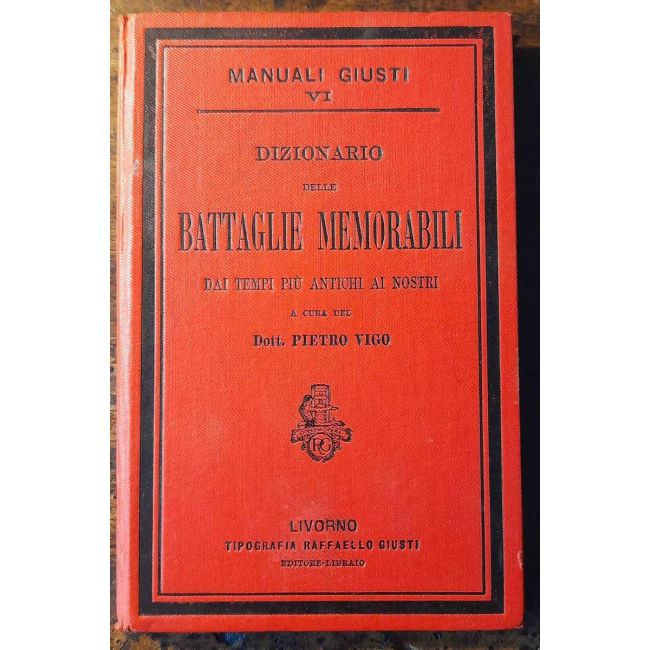 MANUALI GIUSTI
VI
DIZIONARIO
DELLE
BATTAGLIE MEMORABILI
DAI TEMPI PIÙ ANTICHI AI NOSTRI
A CURA DEL
Dott. PIETRO VIGO
RG
LIVORNO
TIPOGRAFIA RAFFAELLO GIUSTI
EDITORE-LIBRAIO